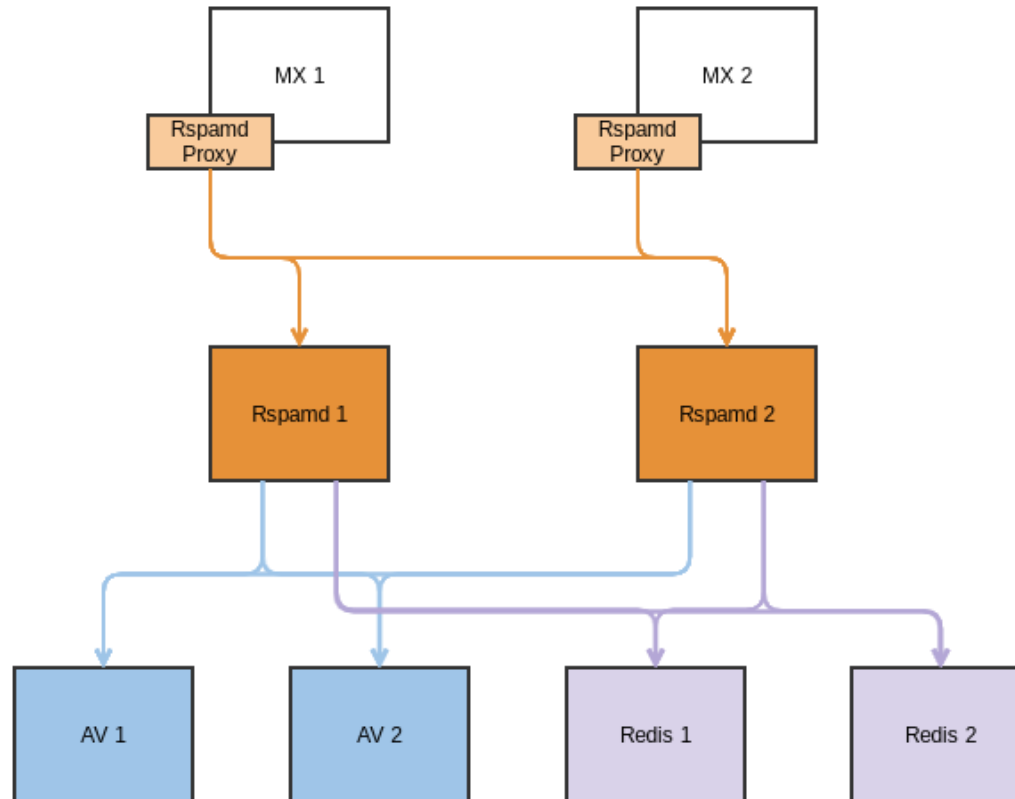 MX 1
MX 2
Rspamd
Proxy
Rspamd
Proxy
Rspamd 1
Rspamd 2
AV 1
AV 2
Redis 1
Redis 2